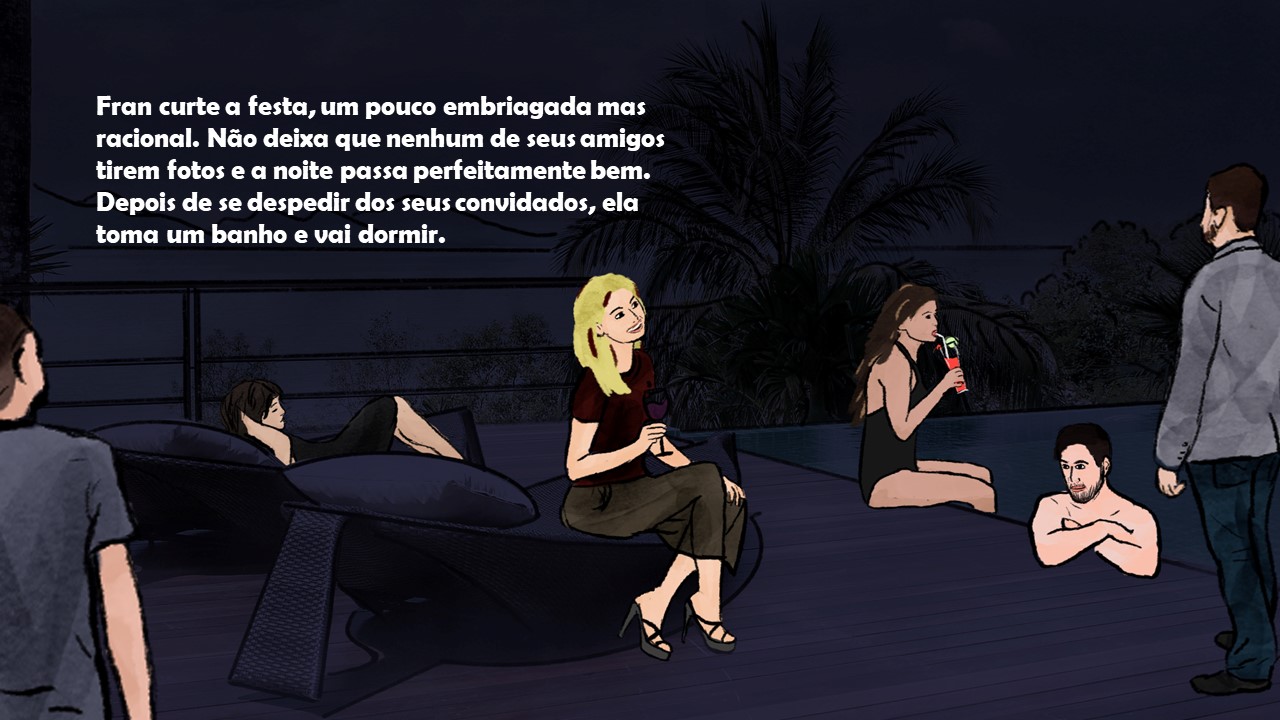 Fran curte a festa, um pouco embriagada mas
racional. Não deixa que nenhum de seus amigos
tirem fotos e a noite passa perfeitamente bem.
Depois de se despedir dos seus convidados, ela
toma um banho e vai dormir.